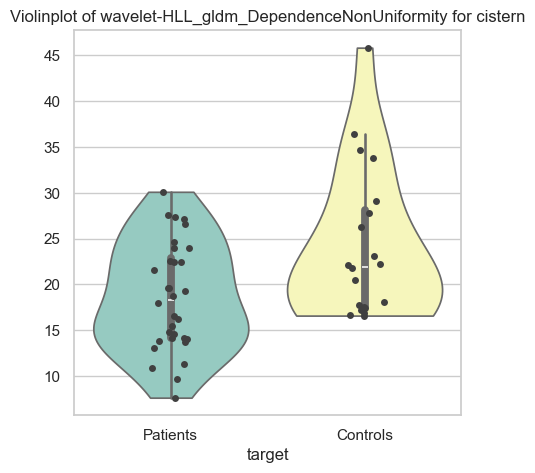 Violinplot of wavelet-HLL_gldm_DependenceNonUniformity for cistern
45
40
35
30
25
20
15
10
Patients Controls
target